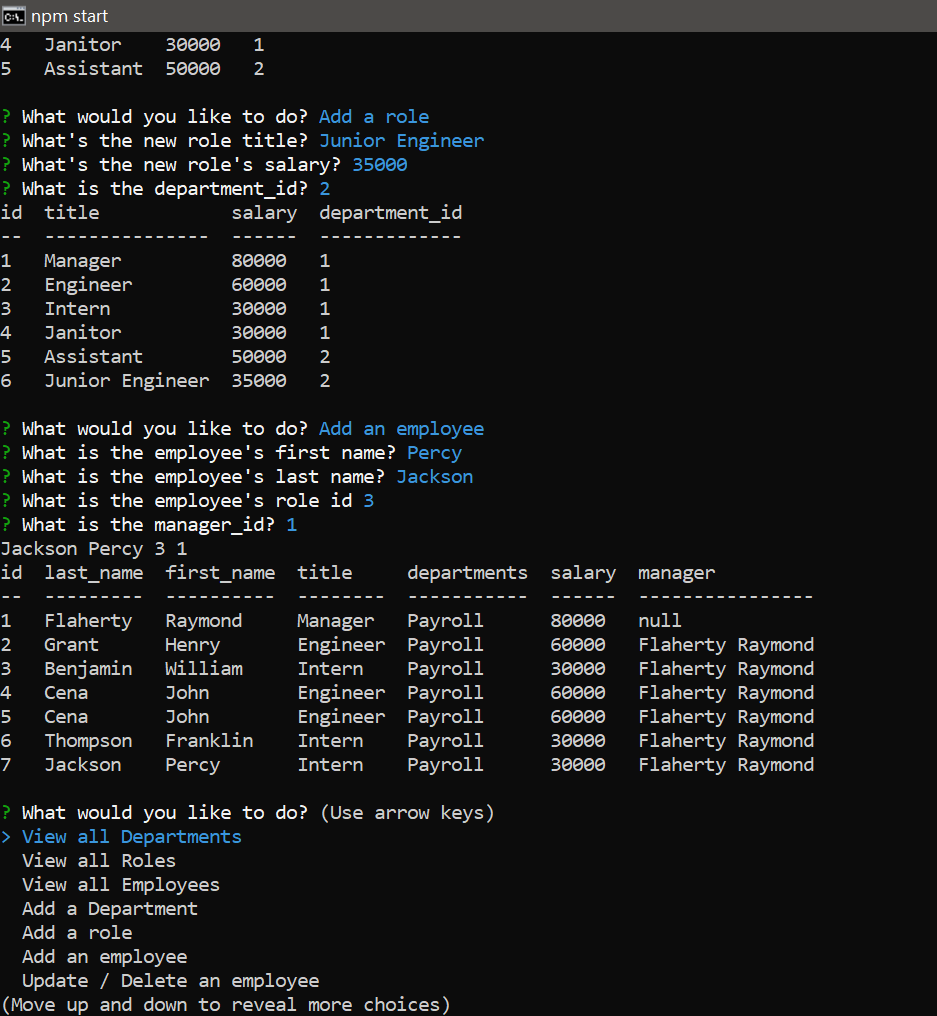 npm start
4   Janitor    30000   1
5   Assistant  50000   2
? What would you like to do? Add a role
? What's the new role title? Junior Engineer
? What's the new role's salary? 35000
? What is the department_id? 2
id  title            salary  department_id
--  ---------------  ------  -------------
1   Manager          80000   1
2   Engineer         60000   1
3   Intern           30000   1
4   Janitor          30000   1
5   Assistant        50000   2
6   Junior Engineer  35000   2
? What would you like to do? Add an employee
? What is the employee's first name? Percy
? What is the employee's last name? Jackson
? What is the employee's role id 3
? What is the manager_id? 1
Jackson Percy 3 1
id  last_name  first_name  title     departments  salary  manager
--  ---------  ----------  --------  -----------  ------  ----------------
1   Flaherty   Raymond     Manager   Payroll      80000   null
2   Grant      Henry       Engineer  Payroll      60000   Flaherty Raymond
3   Benjamin   William     Intern    Payroll      30000   Flaherty Raymond
4   Cena       John        Engineer  Payroll      60000   Flaherty Raymond
5   Cena       John        Engineer  Payroll      60000   Flaherty Raymond
6   Thompson   Franklin    Intern    Payroll      30000   Flaherty Raymond
7   Jackson    Percy       Intern    Payroll      30000   Flaherty Raymond
? What would you like to do? (Use arrow keys)
> View all Departments
  View all Roles
  View all Employees
  Add a Department
  Add a role
  Add an employee
  Update / Delete an employee
(Move up and down to reveal more choices)